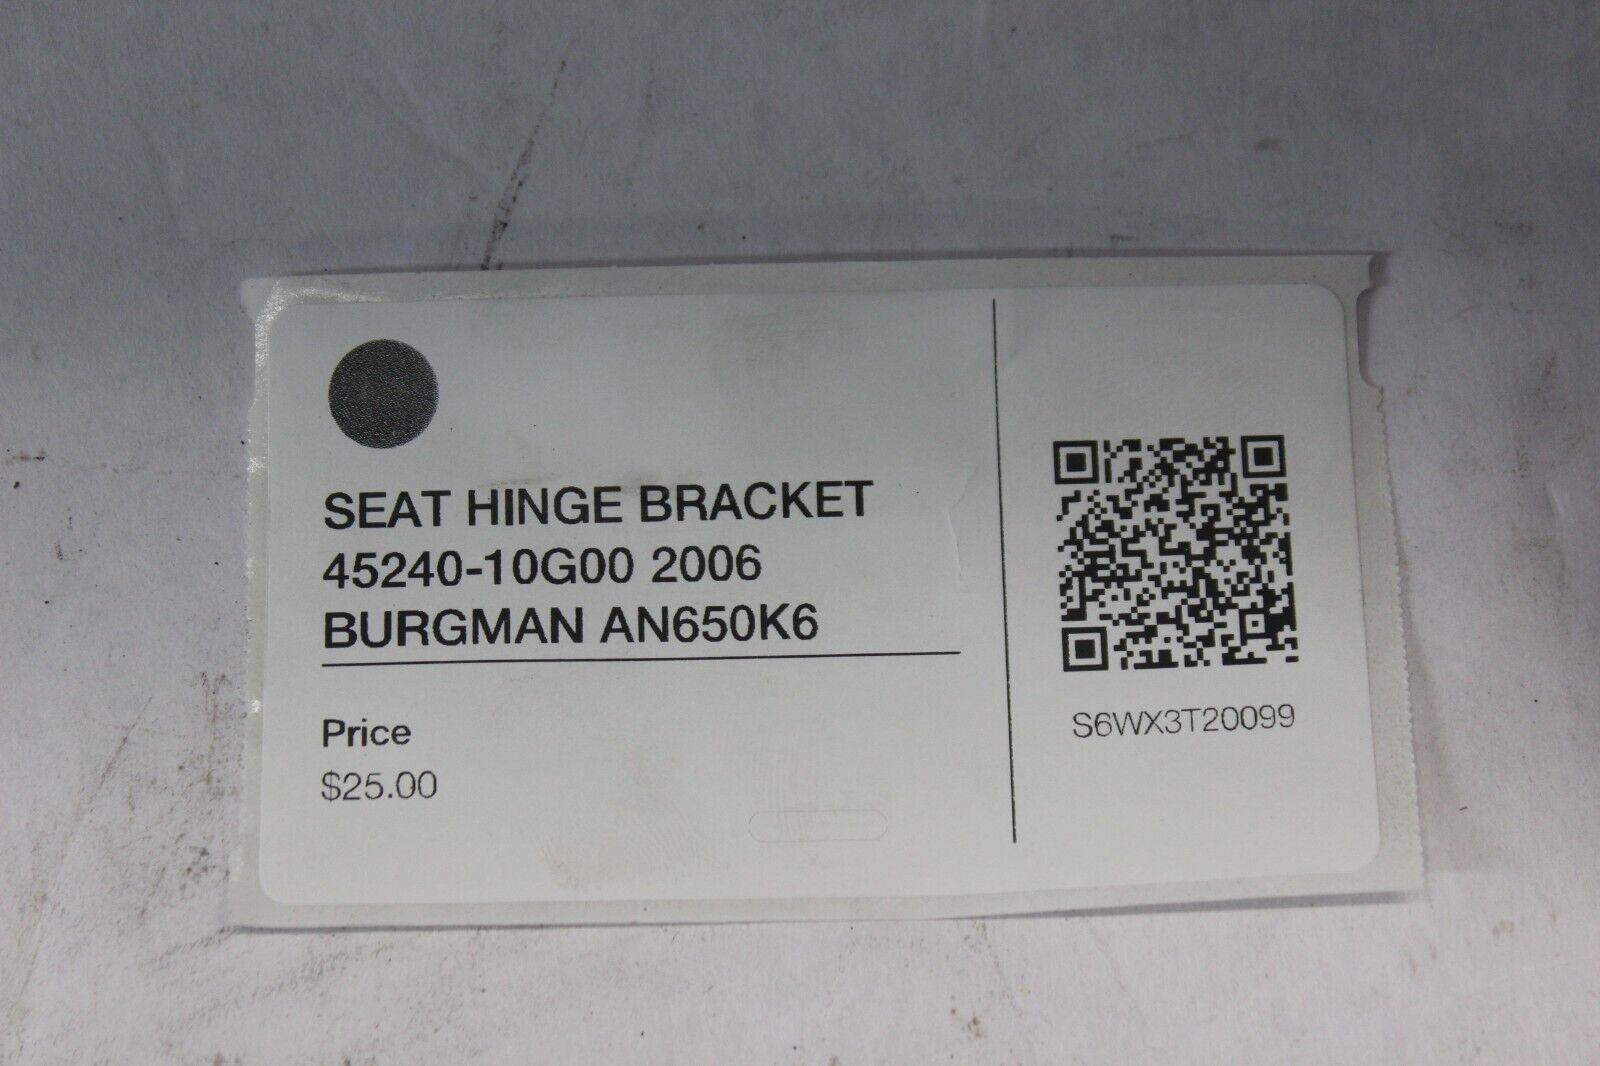 SEAT HINGE BRACKET
45240-10G00 2006
BURGMAN AN650K6
Price
$25.00
S6WX3T20099